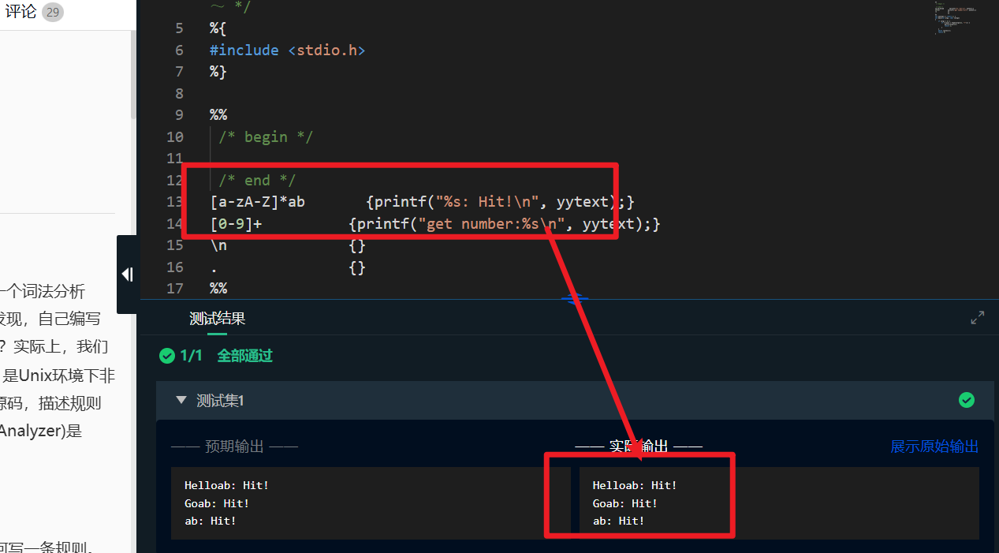 评论 29
一个词法分析
发现，自己编写
？实际上，我们
是Unix环境下非
源码，描述规则
Analyzer)是
可写一条规则，
~ */
5 %{
6 #include <stdio.h>
7 %}
8
9 %%
10 /* begin */
11
12 /* end */
13 [a-zA-Z]*ab {printf("%s: Hit!\n", yytext);}
14 [0-9]+ {printf("get number:%s\n", yytext);}
15 \n {}
16 . {}
17 %%
测试结果
1/1 全部通过
测试集1
—— 预期输出 —— —— 实际输出 —— 展示原始输出
Helloab: Hit!
Goab: Hit!
ab: Hit!
Helloab: Hit!
Goab: Hit!
ab: Hit!